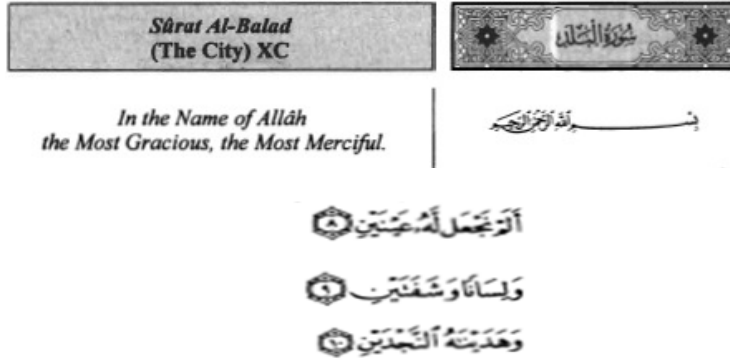 Sûrat Al-Balad
(The City) XC
سُورَةُ الْبَلَدِ
In the Name of Allâh
the Most Gracious, the Most Merciful.
بِسْمِ اللَّهِ الرَّحْمَٰنِ الرَّحِيمِ
أَلَمْ نَجْعَل لَّهُۥ عَيْنَيْنِ ٨
وَلِسَانًا وَشَفَتَيْنِ ٩
وَهَدَيْنَٰهُ ٱلنَّجْدَيْنِ ١٠